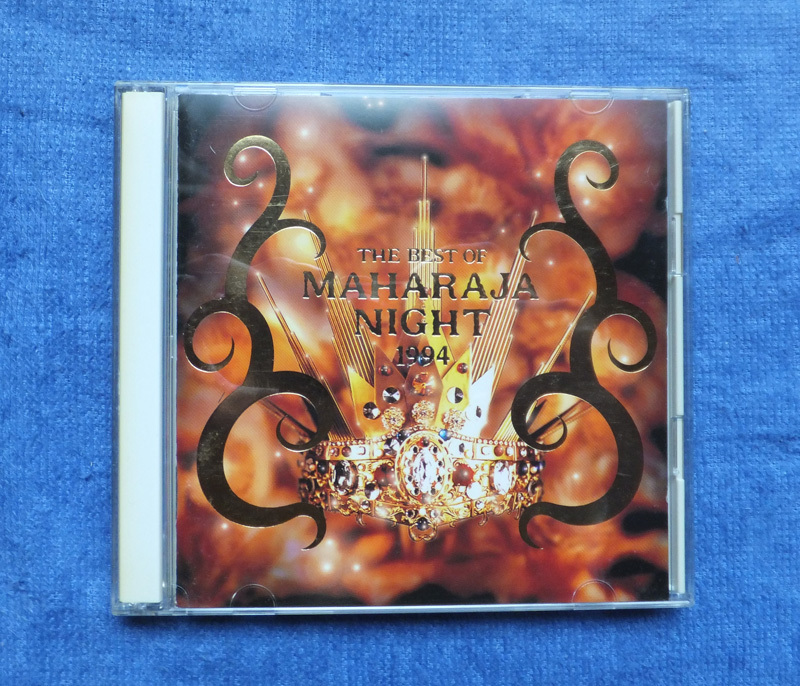 THE BEST OF
MAHARAJA
NIGHT
1994